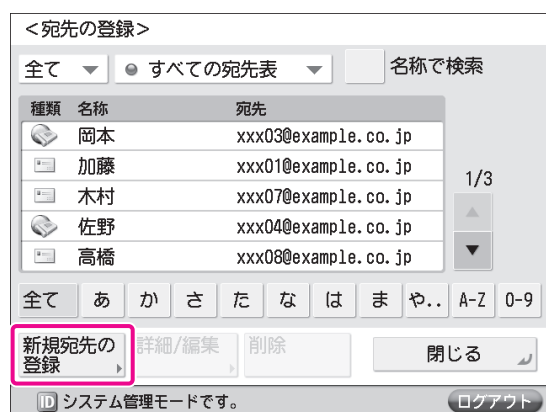 <宛先の登録>
全て すべての宛先表 名称で検索
種類 名称 宛先
岡本 xxx03@example.co.jp
加藤 xxx01@example.co.jp
木村 xxx07@example.co.jp
佐野 xxx04@example.co.jp
高橋 xxx08@example.co.jp
1/3
全て あ か さ た な は ま や.. A-Z 0-9
新規宛先の
登録
詳細/編集 削除 閉じる
ID システム管理モードです。 ログアウト